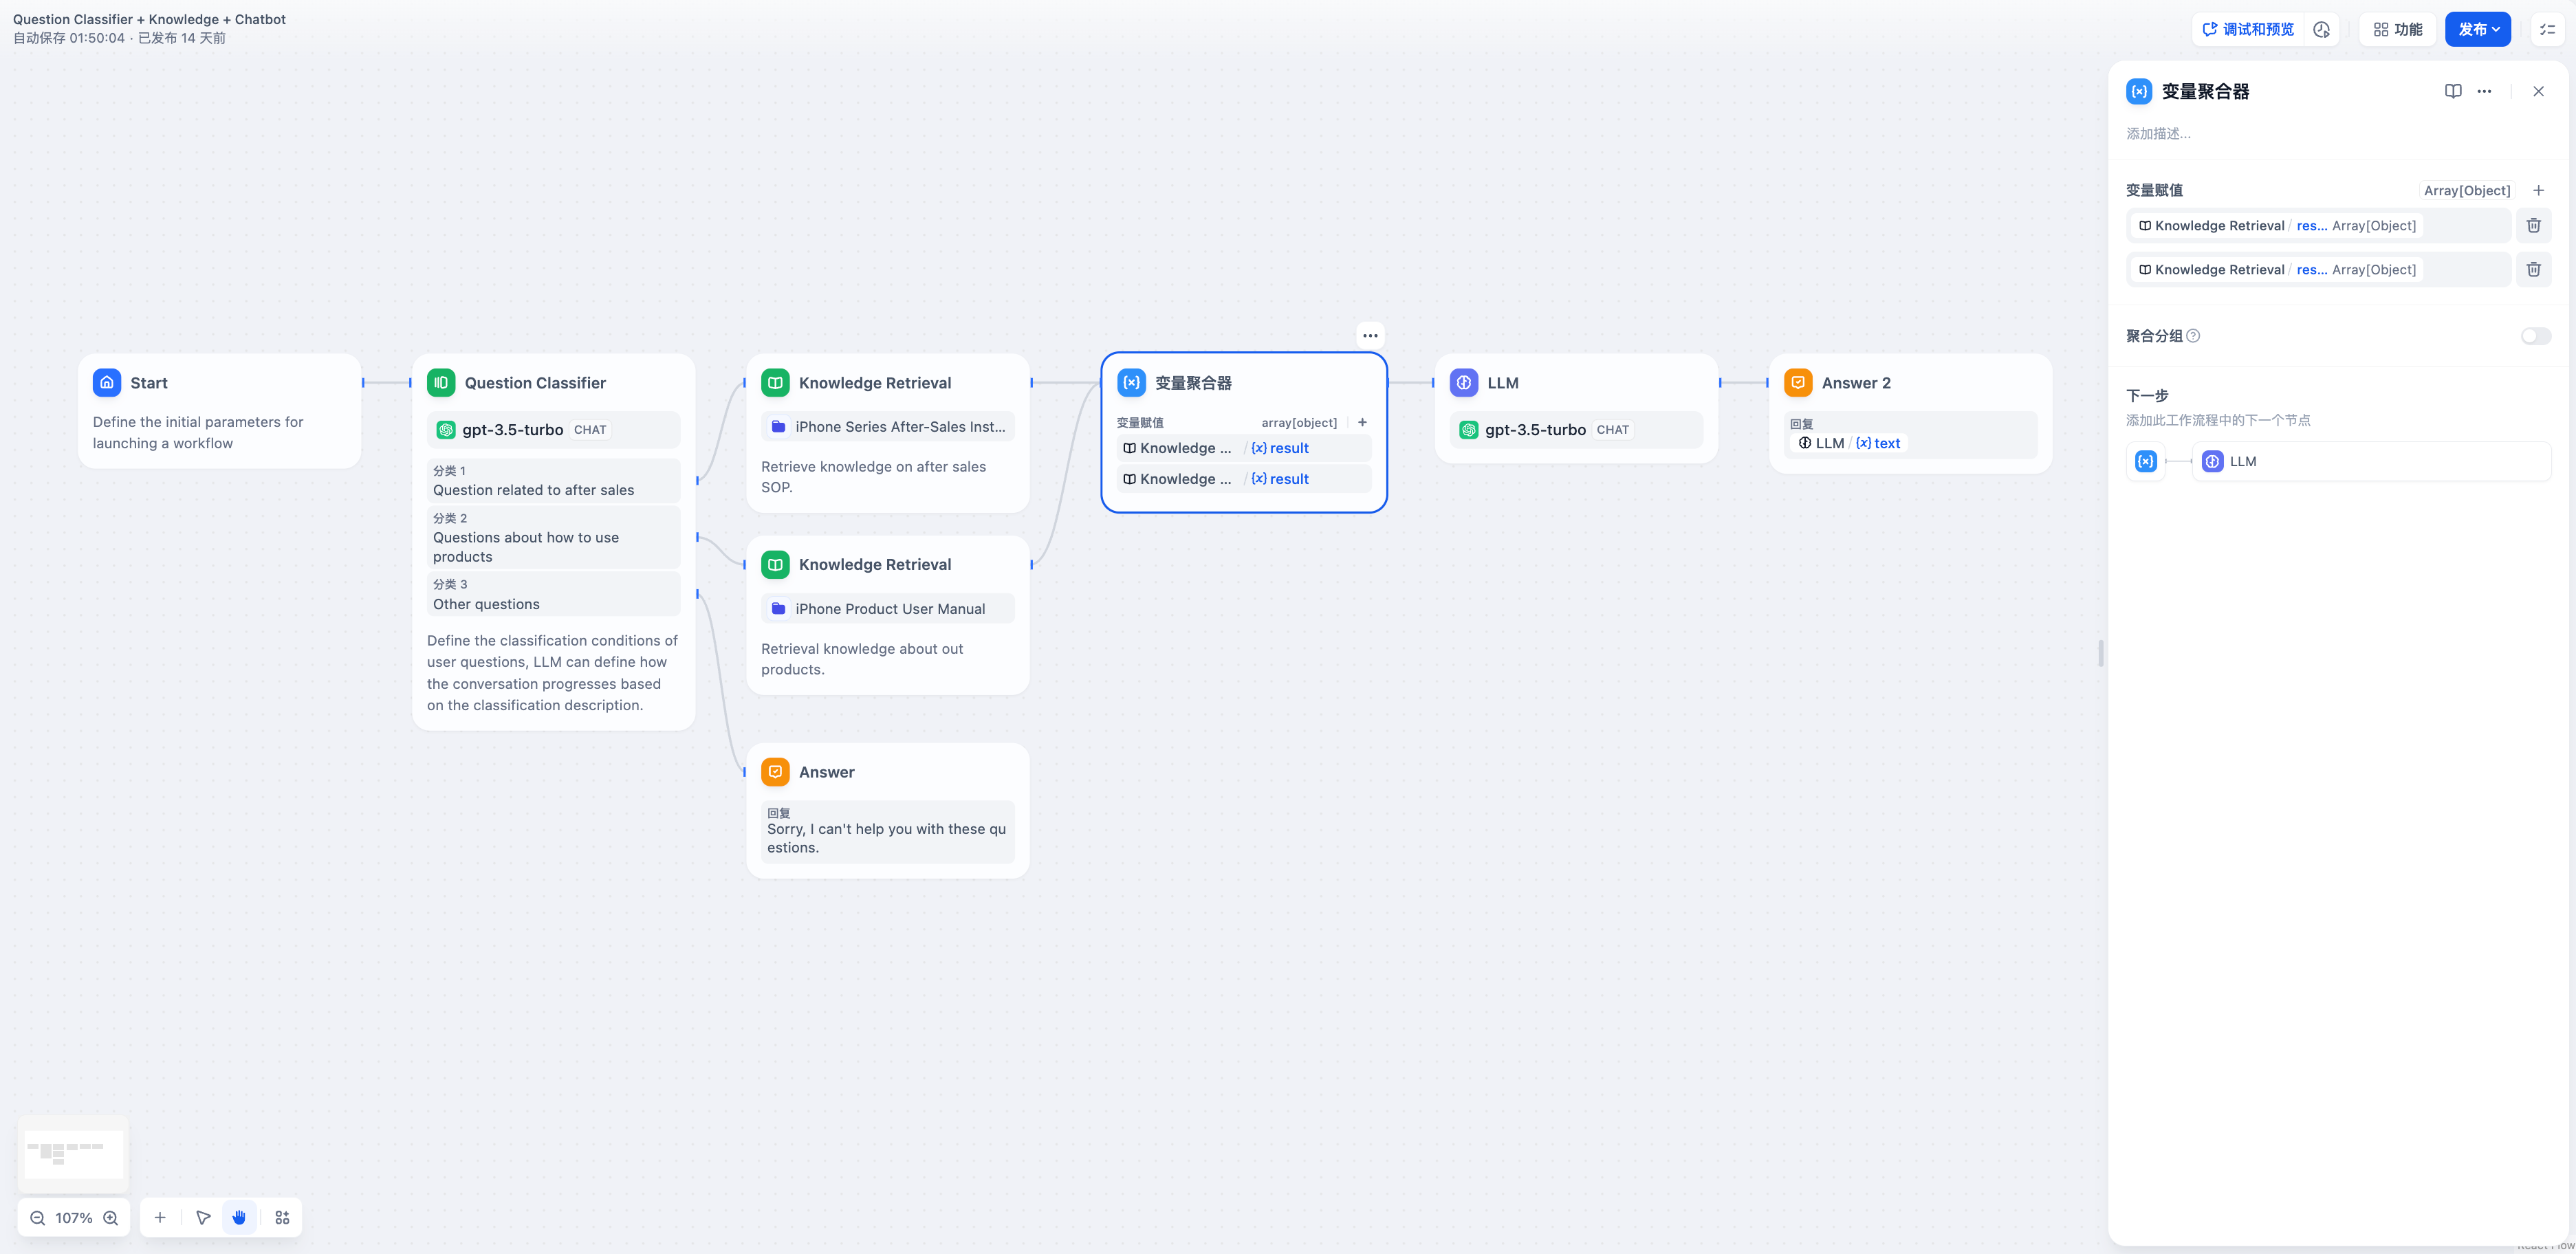 Question Classifier + Knowledge + Chatbot
自动保存 01:50:04 · 已发布 14 天前
调试和预览
功能
发布
Start
Define the initial parameters for
launching a workflow
Question Classifier
gpt-3.5-turbo CHAT
分类 1
Question related to after sales
分类 2
Questions about how to use
products
分类 3
Other questions
Define the classification conditions of
user questions, LLM can define how
the conversation progresses based
on the classification description.
Knowledge Retrieval
iPhone Series After-Sales Inst...
Retrieve knowledge on after sales
SOP.
Knowledge Retrieval
iPhone Product User Manual
Retrieval knowledge about out
products.
Answer
回复
Sorry, I can't help you with these qu
estions.
变量聚合器
变量赋值 array[object]
Knowledge ... / {x} result
Knowledge ... / {x} result
LLM
gpt-3.5-turbo CHAT
Answer 2
回复
LLM / {x} text
变量聚合器
添加描述...
变量赋值 Array[Object]
Knowledge Retrieval / res... Array[Object]
Knowledge Retrieval / res... Array[Object]
聚合分组
下一步
添加此工作流程中的下一个节点
LLM
107%
React Flow